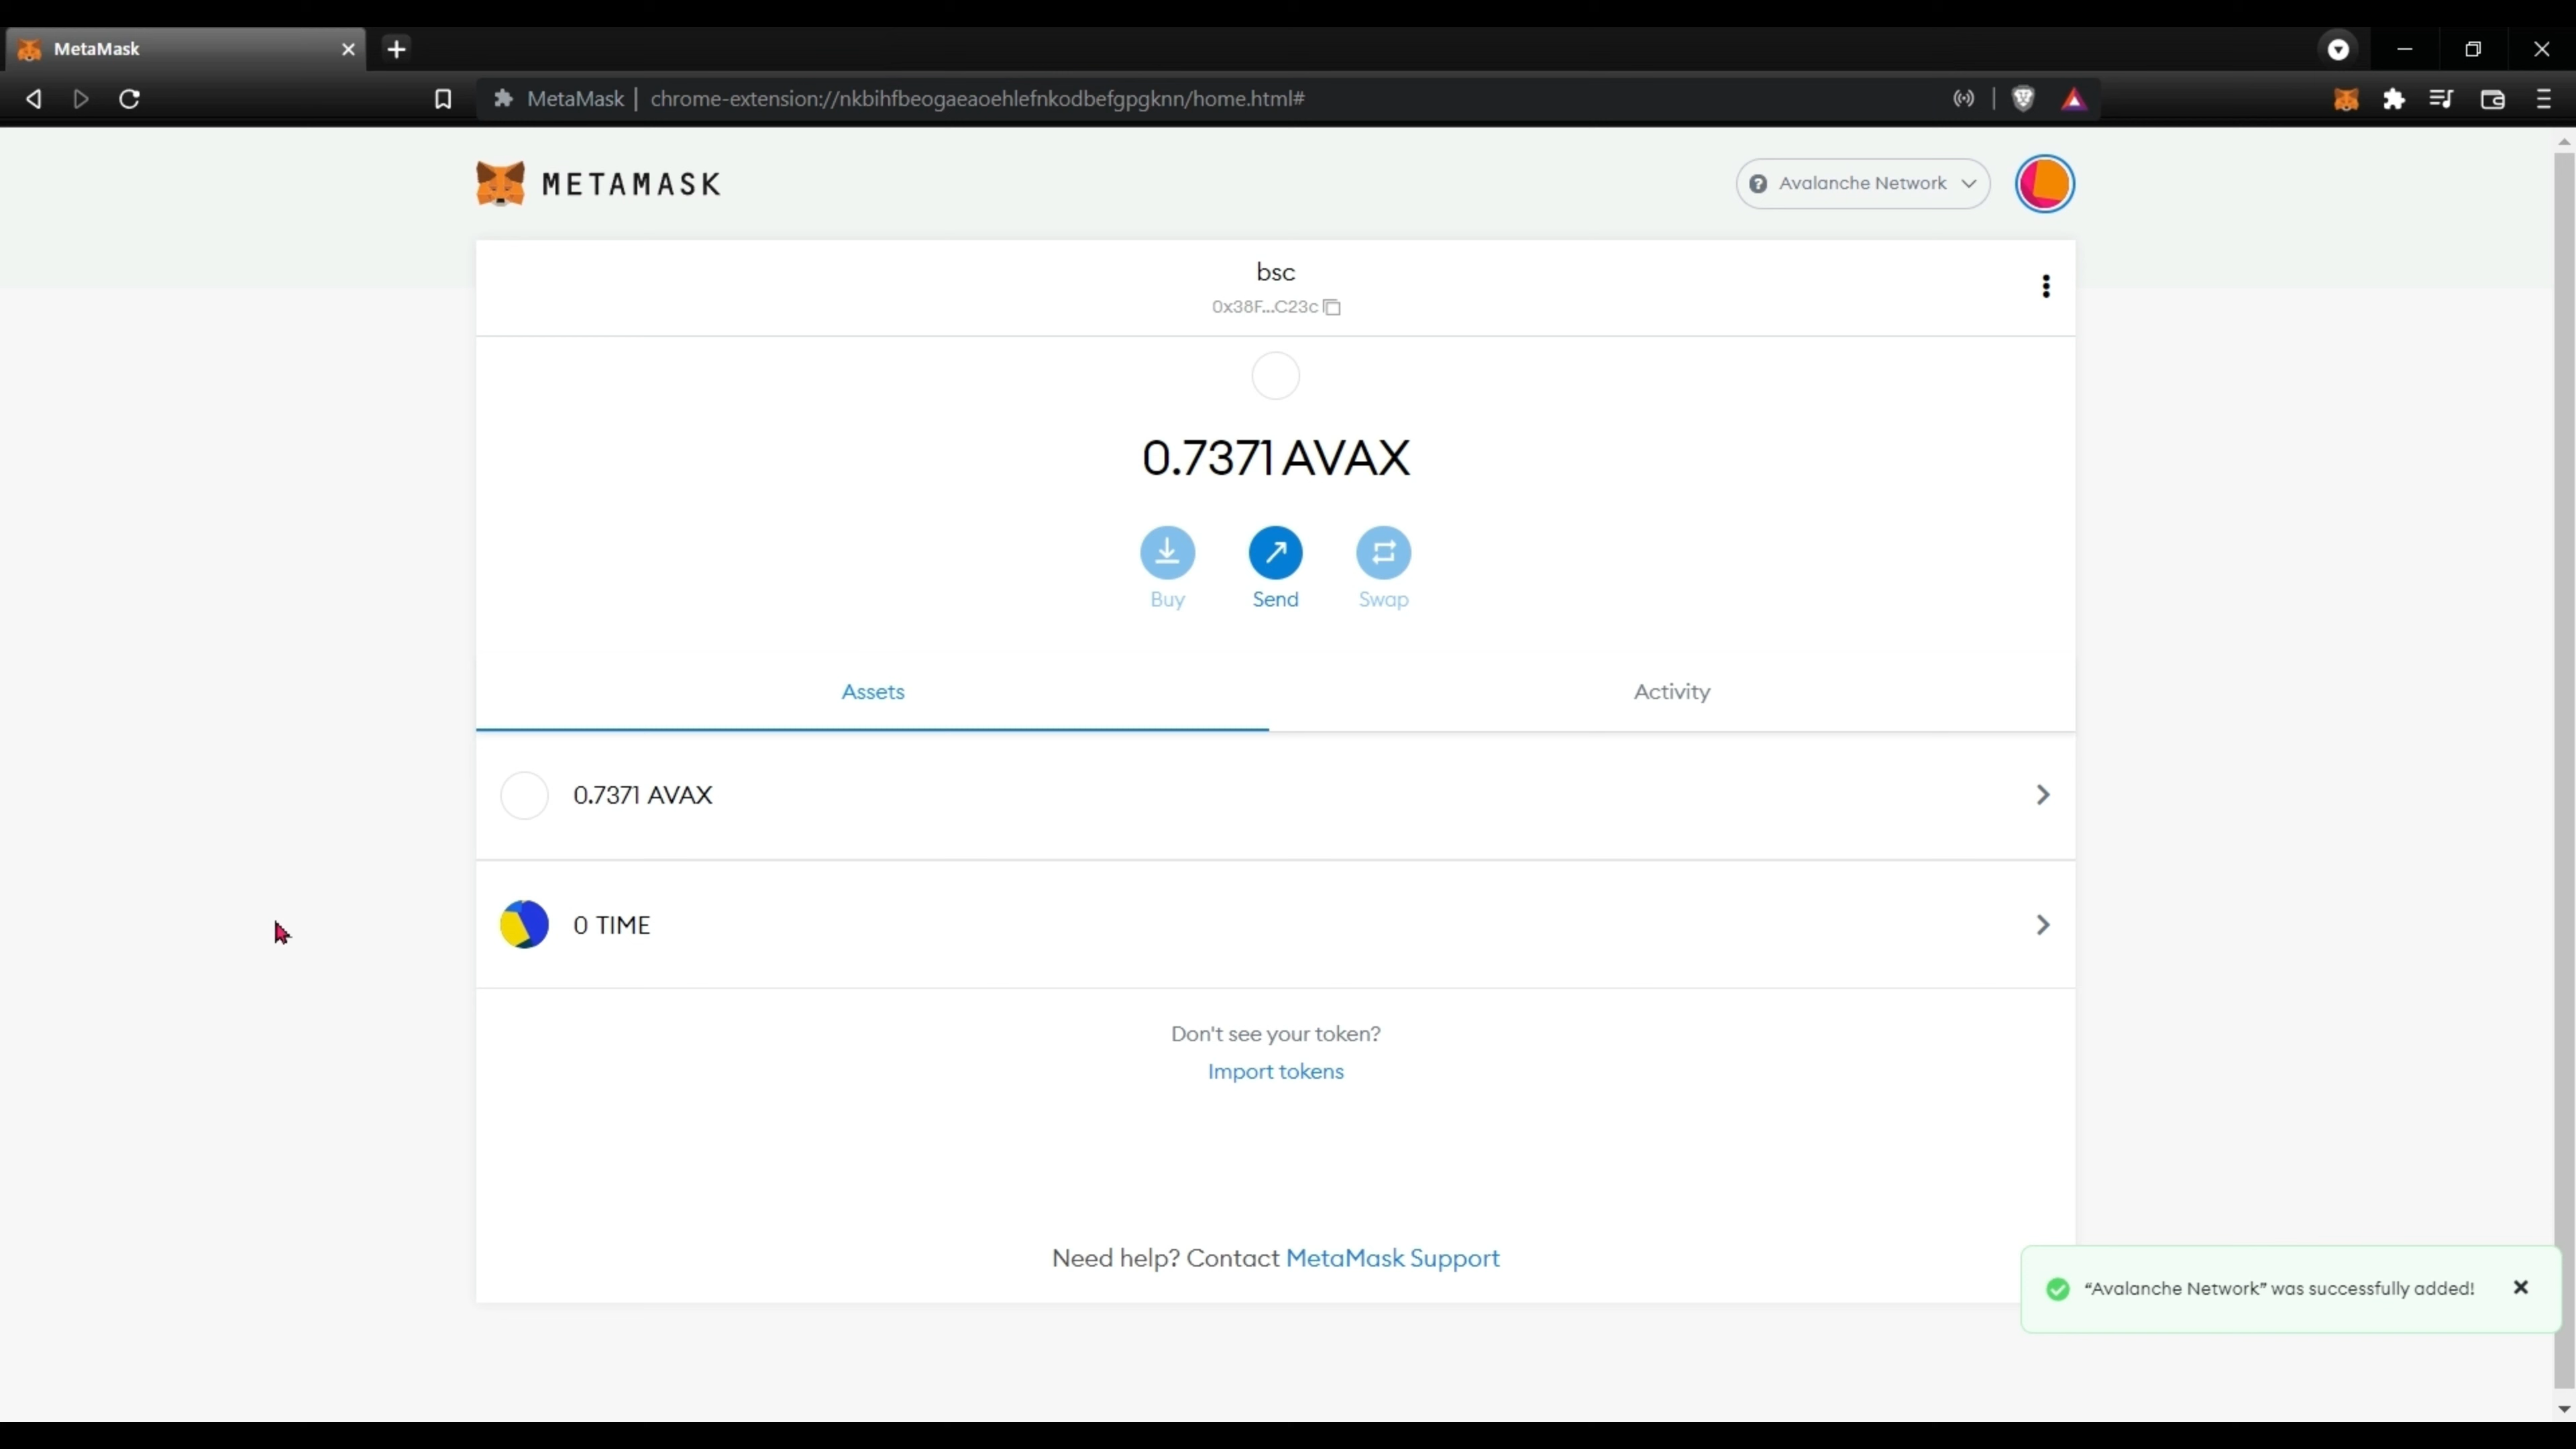 MetaMask
MetaMask | chrome-extension://nkbihfbeogaeaoehlefnkodbefgpgknn/home.html#
METAMASK
Avalanche Network
bsc
0x38F...C23c
0.7371 AVAX
Buy
Send
Swap
Assets
Activity
0.7371 AVAX
0 TIME
Don't see your token?
Import tokens
Need help? Contact MetaMask Support
“Avalanche Network” was successfully added!